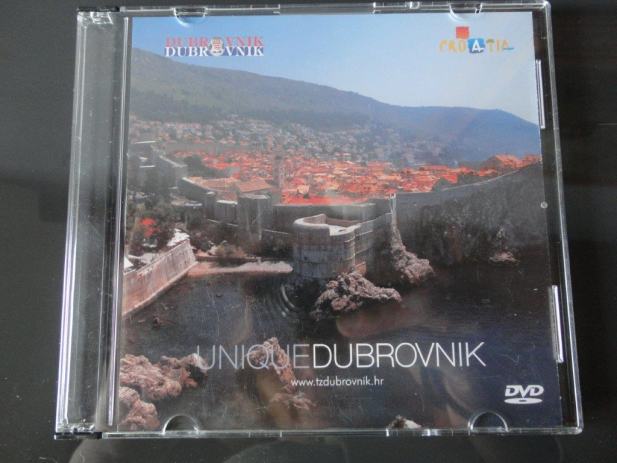 DUBROVNIK
DUBROVNIK
CROATIA
UNIQUEDUBROVNIK
www.tzdubrovnik.hr
DVD